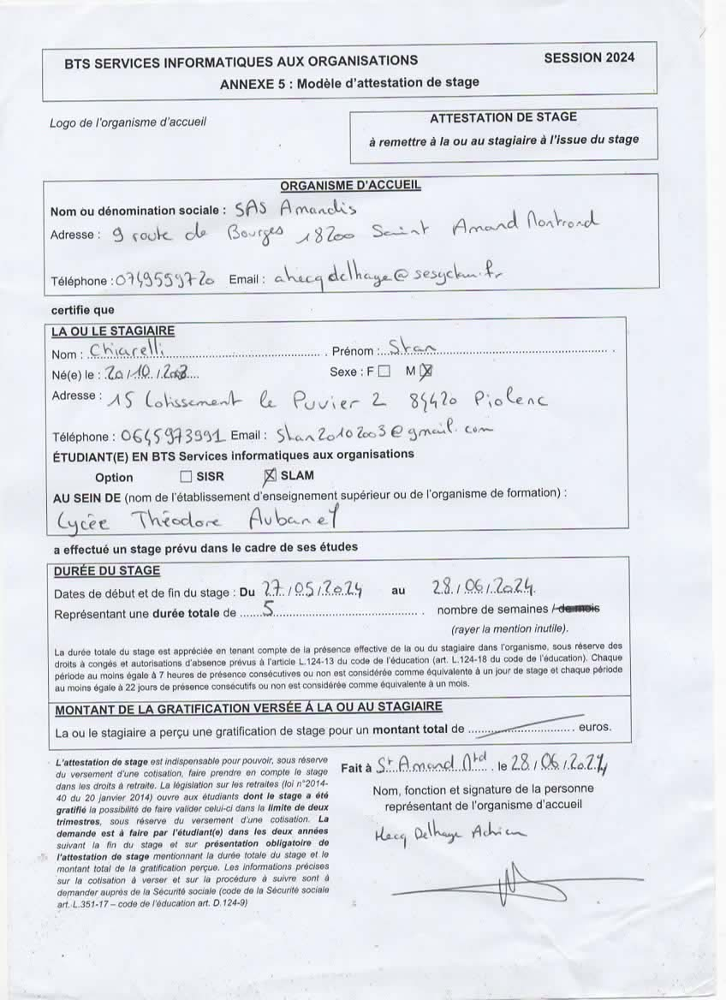 BTS SERVICES INFORMATIQUES AUX ORGANISATIONS SESSION 2024
ANNEXE 5 : Modèle d'attestation de stage
Logo de l'organisme d'accueil
ATTESTATION DE STAGE
à remettre à la ou au stagiaire à l'issue du stage
ORGANISME D'ACCUEIL
Nom ou dénomination sociale : SAS Amandis
Adresse : 9 route de Bourges 18200 Saint Amand Montrond
Téléphone : 0749559720 Email :
certifie que
LA OU LE STAGIAIRE
Nom : Chiarelli Prénom : Stan
Né(e) le : 20/10/2003 Sexe : F ☐ M ☒
Adresse : 15 Lotissement le Puvier 2 84420 Piolenc
Téléphone : 0645973991 Email : stan20102003@gmail.com
ÉTUDIANT(E) EN BTS Services informatiques aux organisations
Option ☐ SISR ☒ SLAM
AU SEIN DE (nom de l'établissement d'enseignement supérieur ou de l'organisme de formation) :
Lycée Théodore Aubanel
a effectué un stage prévu dans le cadre de ses études
DURÉE DU STAGE
Dates de début et de fin du stage : Du 27/05/2024 au 28/06/2024
Représentant une durée totale de 5 nombre de semaines / de mois
(rayer la mention inutile).
La durée totale du stage est appréciée en tenant compte de la présence effective de la ou du stagiaire dans l'organisme, sous réserve des
droits à congés et autorisations d'absence prévus à l'article L.124-13 du code de l'éducation (art. L.124-18 du code de l'éducation). Chaque
période au moins égale à 7 heures de présence consécutives ou non est considérée comme équivalente à un jour de stage et chaque période
au moins égale à 22 jours de présence consécutifs ou non est considérée comme équivalente à un mois.
MONTANT DE LA GRATIFICATION VERSÉE À LA OU AU STAGIAIRE
La ou le stagiaire a perçu une gratification de stage pour un montant total de .............................. euros.
L'attestation de stage est indispensable pour pouvoir, sous réserve
du versement d'une cotisation, faire prendre en compte le stage
dans les droits à retraite. La législation sur les retraites (loi n°2014-
40 du 20 janvier 2014) ouvre aux étudiants dont le stage a été
gratifié la possibilité de faire valider celui-ci dans la limite de deux
trimestres, sous réserve du versement d'une cotisation. La
demande est à faire par l'étudiant(e) dans les deux années
suivant la fin du stage et sur présentation obligatoire de
l'attestation de stage mentionnant la durée totale du stage et le
montant total de la gratification perçue. Les informations précises
sur la cotisation à verser et sur la procédure à suivre sont à
demander auprès de la Sécurité sociale (code de la Sécurité sociale
art. L.351-17 – code de l'éducation art. D.124-9)
Fait à St Amand Mtd le 28/06/2024
Nom, fonction et signature de la personne
représentant de l'organisme d'accueil
Hecq Delhaye Adrien